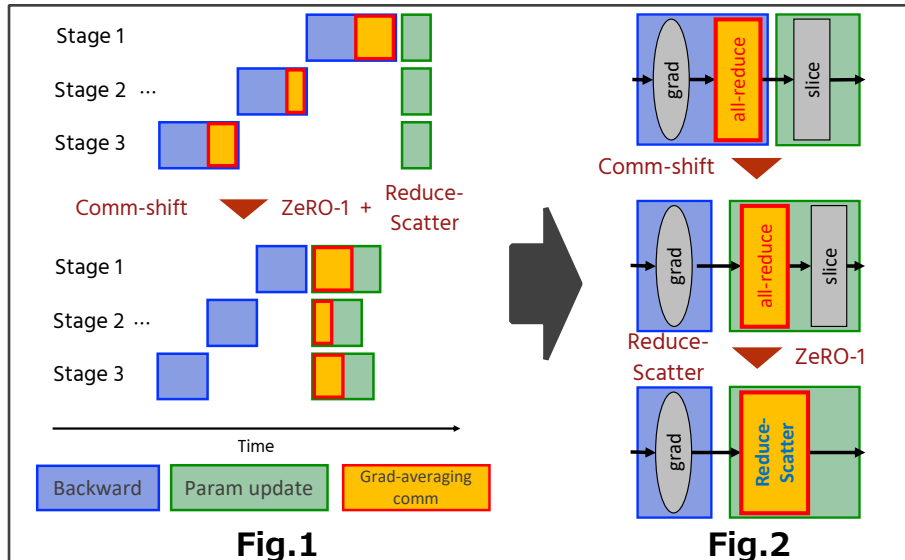 Stage 1
Stage 2 ...
Stage 3
Comm-shift
ZeRO-1 +
Reduce-
Scatter
Stage 1
Stage 2 ...
Stage 3
Time
Backward
Param update
Grad-averaging
comm
Fig.1
grad
all-reduce
slice
Comm-shift
grad
all-reduce
slice
Reduce-
Scatter
ZeRO-1
grad
Reduce-
Scatter
Fig.2